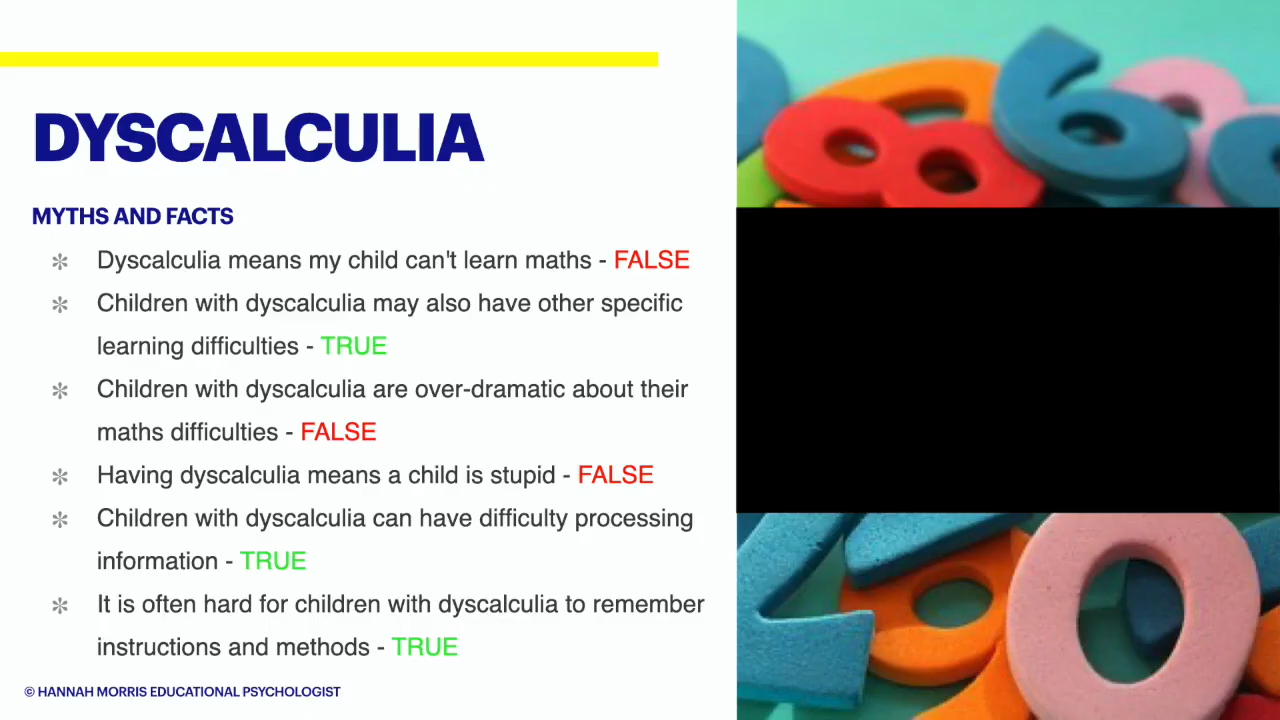 DYSCALCULIA
MYTHS AND FACTS
✻ Dyscalculia means my child can't learn maths - FALSE
✻ Children with dyscalculia may also have other specific
learning difficulties - TRUE
✻ Children with dyscalculia are over-dramatic about their
maths difficulties - FALSE
✻ Having dyscalculia means a child is stupid - FALSE
✻ Children with dyscalculia can have difficulty processing
information - TRUE
✻ It is often hard for children with dyscalculia to remember
instructions and methods - TRUE
© HANNAH MORRIS EDUCATIONAL PSYCHOLOGIST
8 6
0